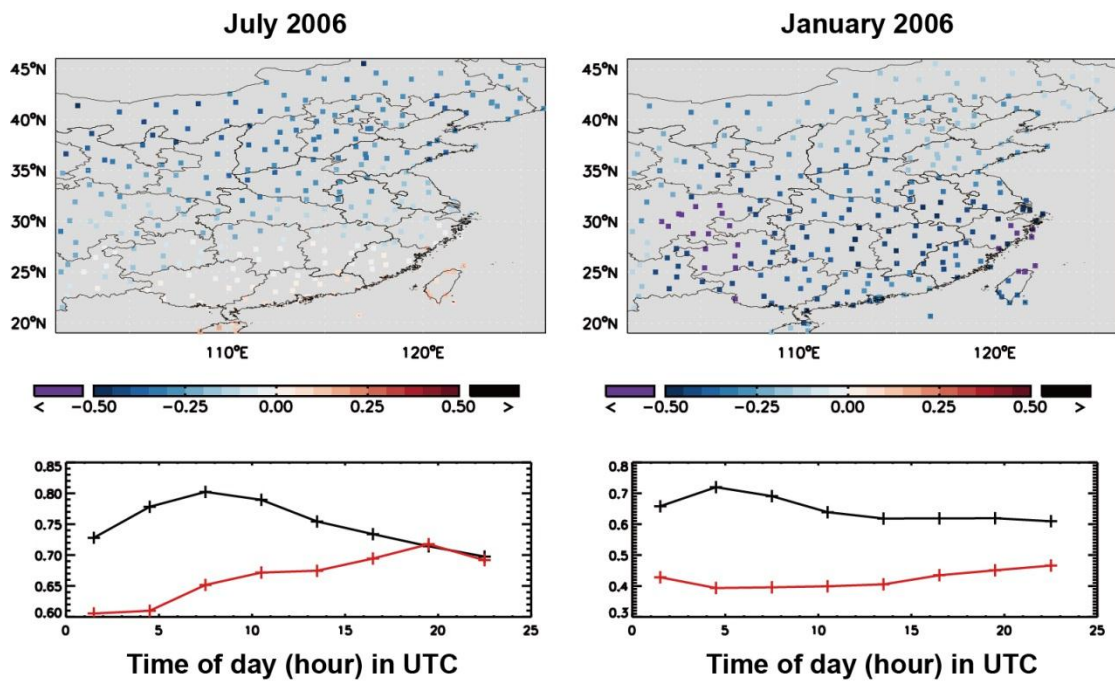 July 2006
January 2006
45°N
40°N
35°N
30°N
25°N
20°N
110°E
120°E
45°N
40°N
35°N
30°N
25°N
20°N
110°E
120°E
< -0.50 -0.25 0.00 0.25 0.50 >
< -0.50 -0.25 0.00 0.25 0.50 >
0.85
0.80
0.75
0.70
0.65
0.60
0 5 10 15 20 25
Time of day (hour) in UTC
0.8
0.7
0.6
0.5
0.4
0.3
0 5 10 15 20 25
Time of day (hour) in UTC